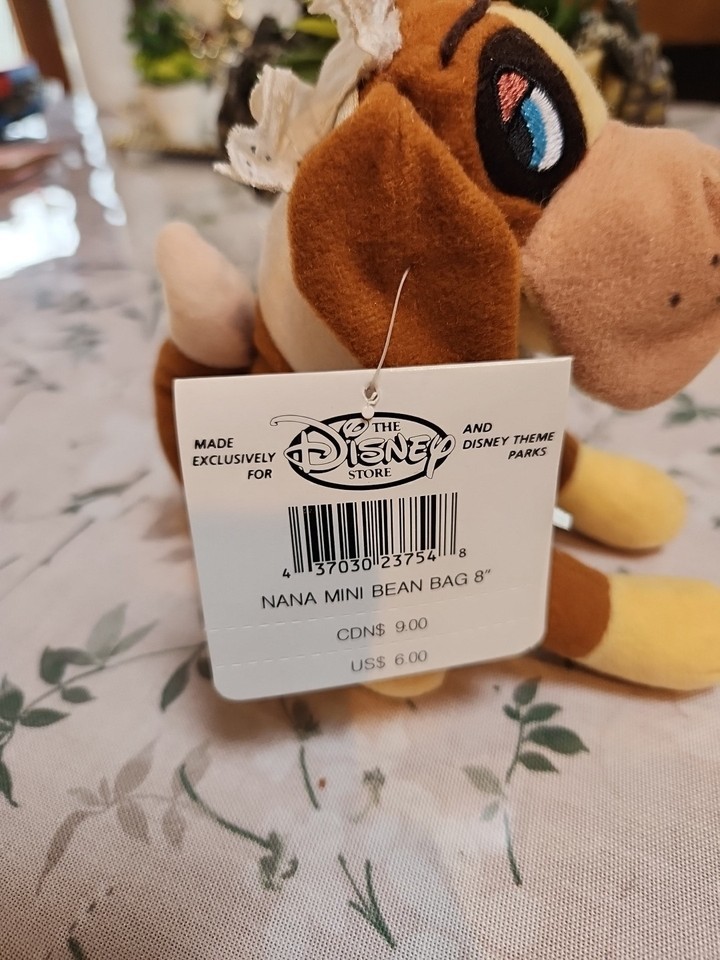 MADE
EXCLUSIVELY
FOR
THE
DISNEY
STORE
AND
DISNEY THEME
PARKS
4 37030 23754 8
NANA MINI BEAN BAG 8"
CDN$ 9.00
US$ 6.00